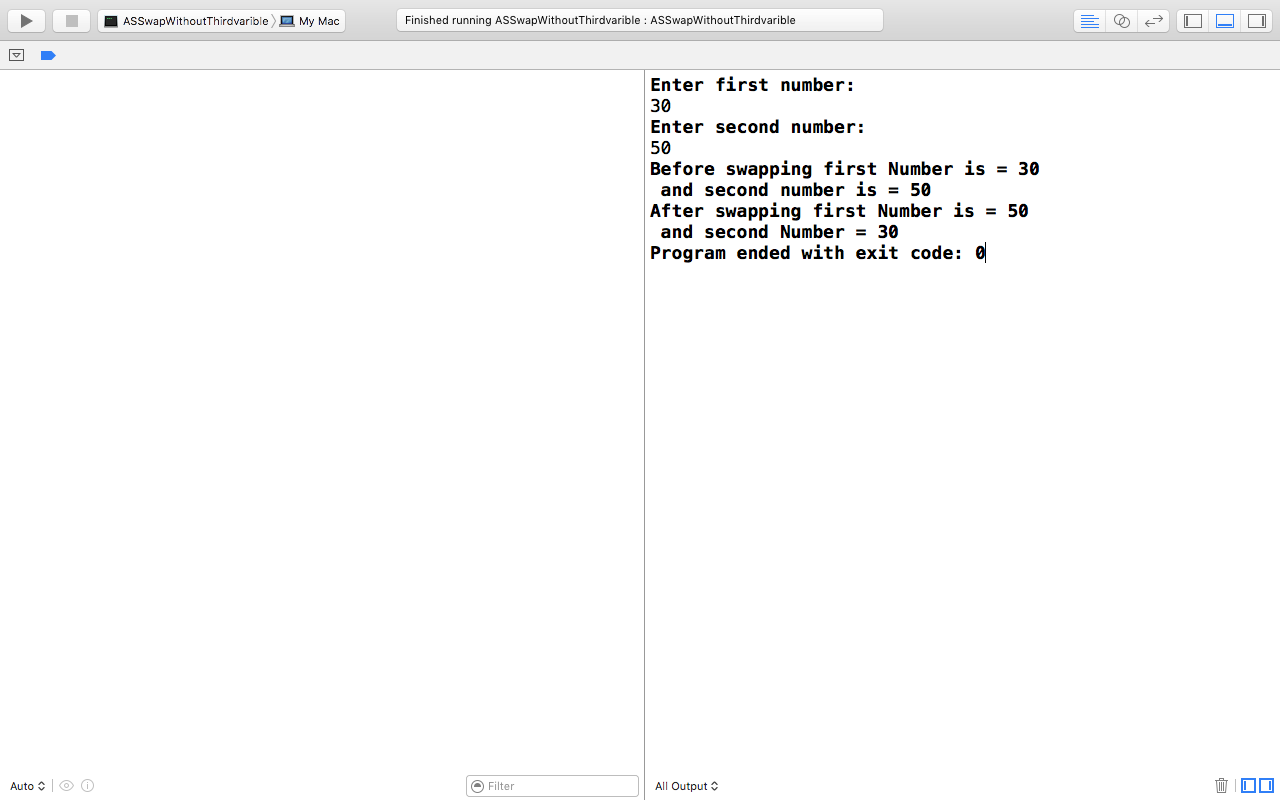 ASSwapWithoutThirdvarible My Mac Finished running ASSwapWithoutThirdvarible : ASSwapWithoutThirdvarible
Enter first number:
30
Enter second number:
50
Before swapping first Number is = 30
and second number is = 50
After swapping first Number is = 50
and second Number = 30
Program ended with exit code: 0
Auto Filter All Output